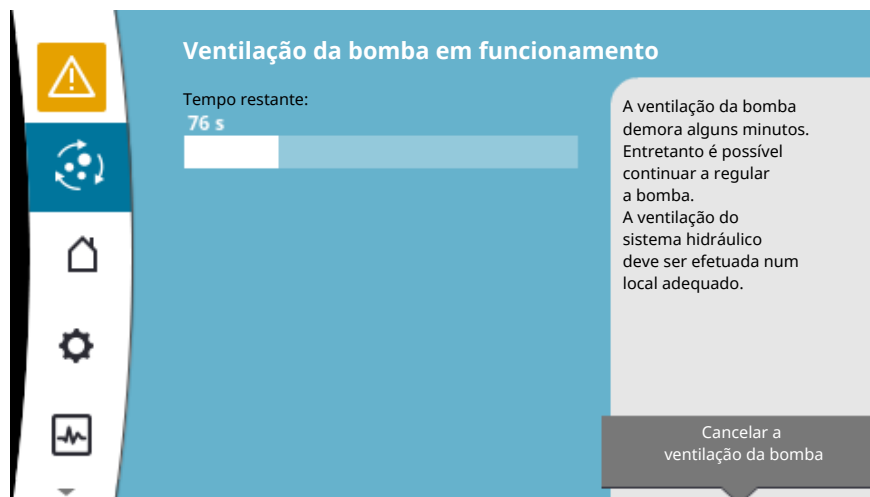 Ventilação da bomba em funcionamento
Tempo restante:
76 s
A ventilação da bomba
demora alguns minutos.
Entretanto é possível
continuar a regular
a bomba.
A ventilação do
sistema hidráulico
deve ser efetuada num
local adequado.
Cancelar a
ventilação da bomba